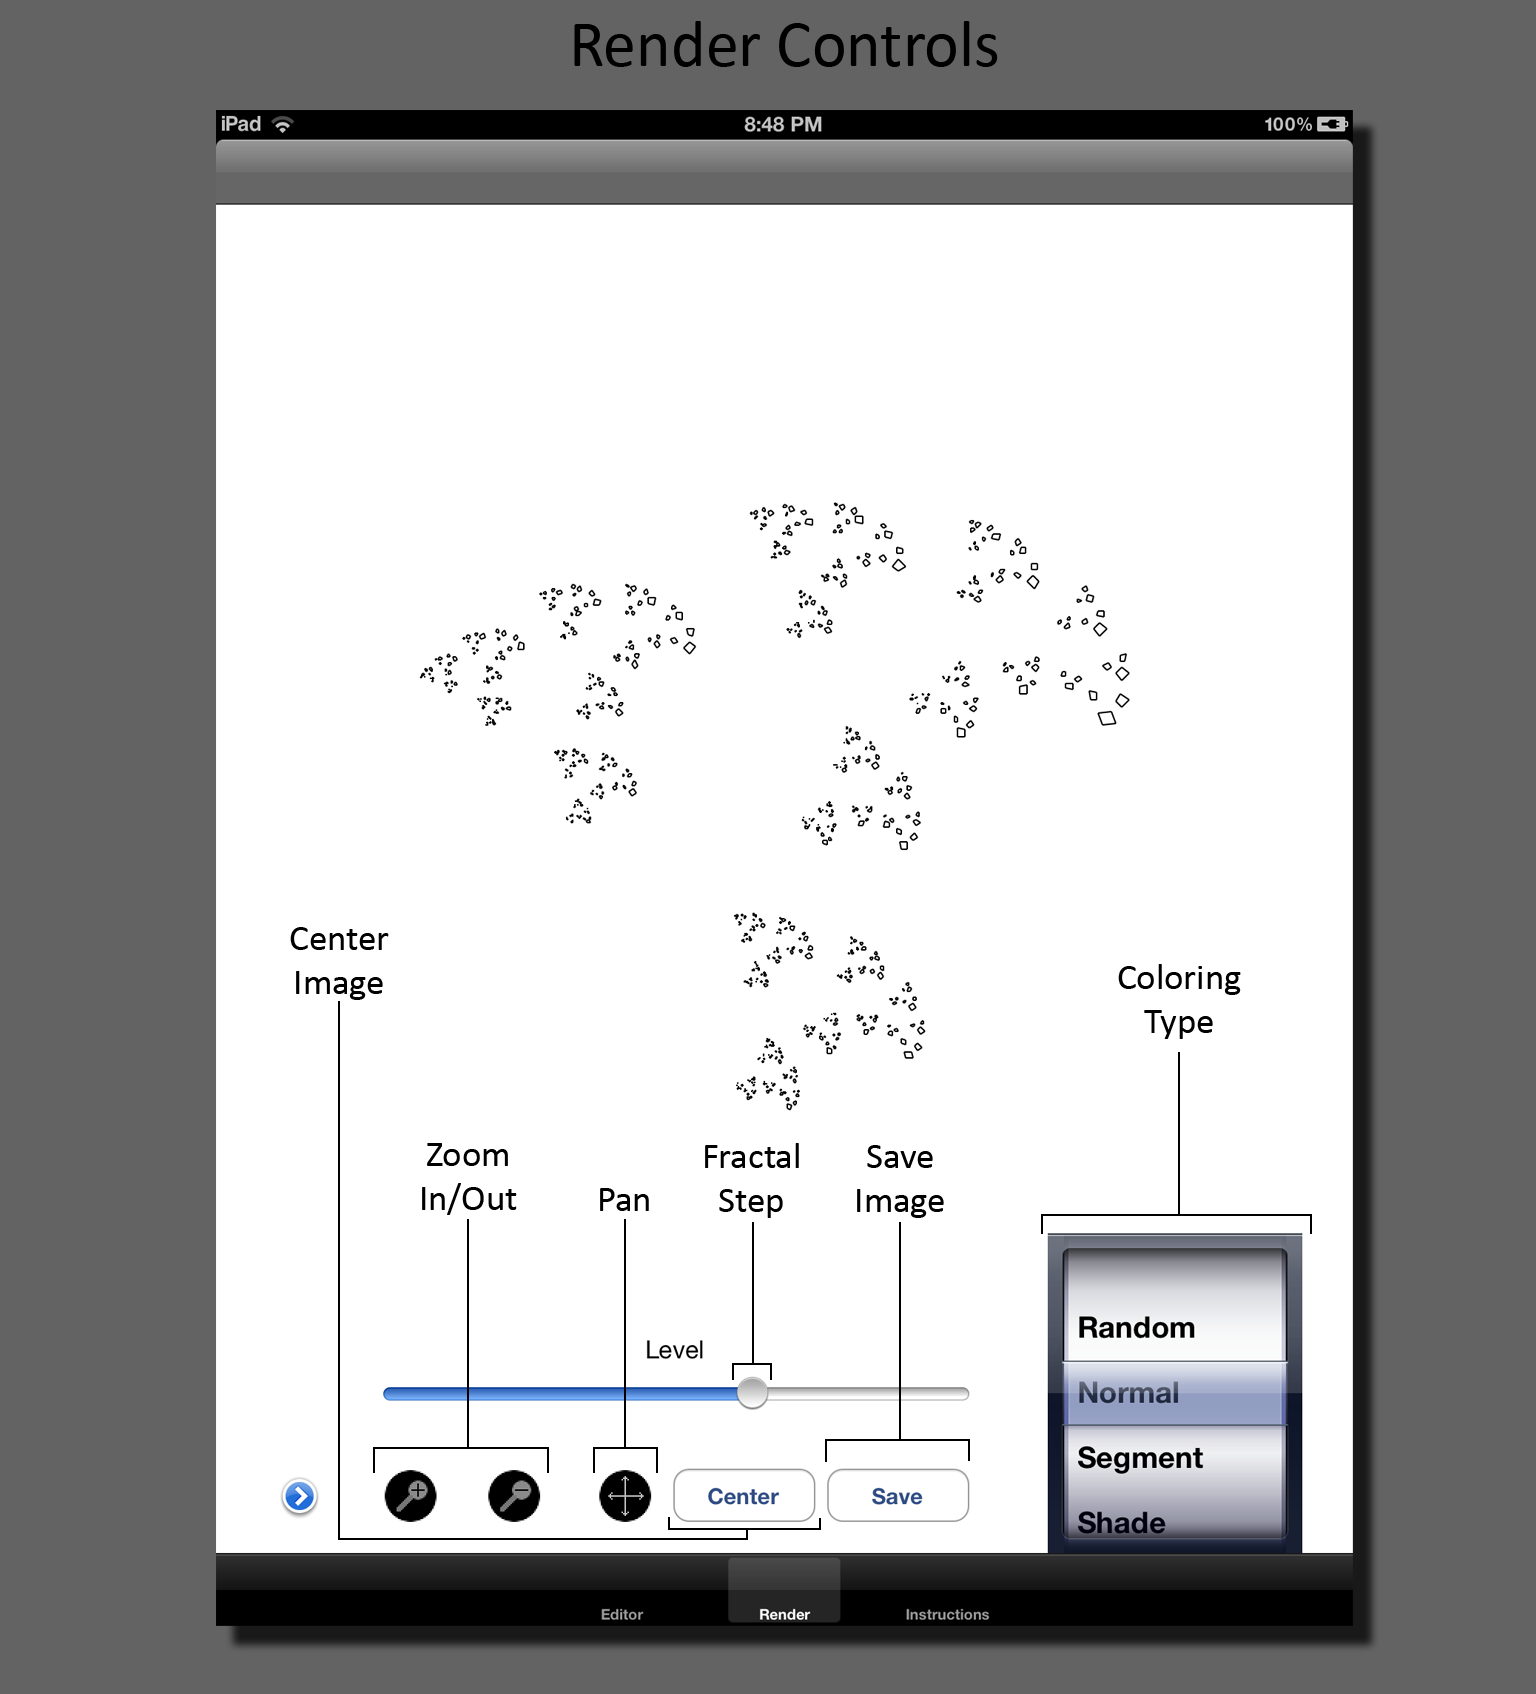 Render Controls
iPad
8:48 PM
100%
Center
Image
Coloring
Type
Zoom
In/Out
Pan
Fractal
Step
Save
Image
Level
Random
Normal
Segment
Shade
Center
Save
Editor
Render
Instructions